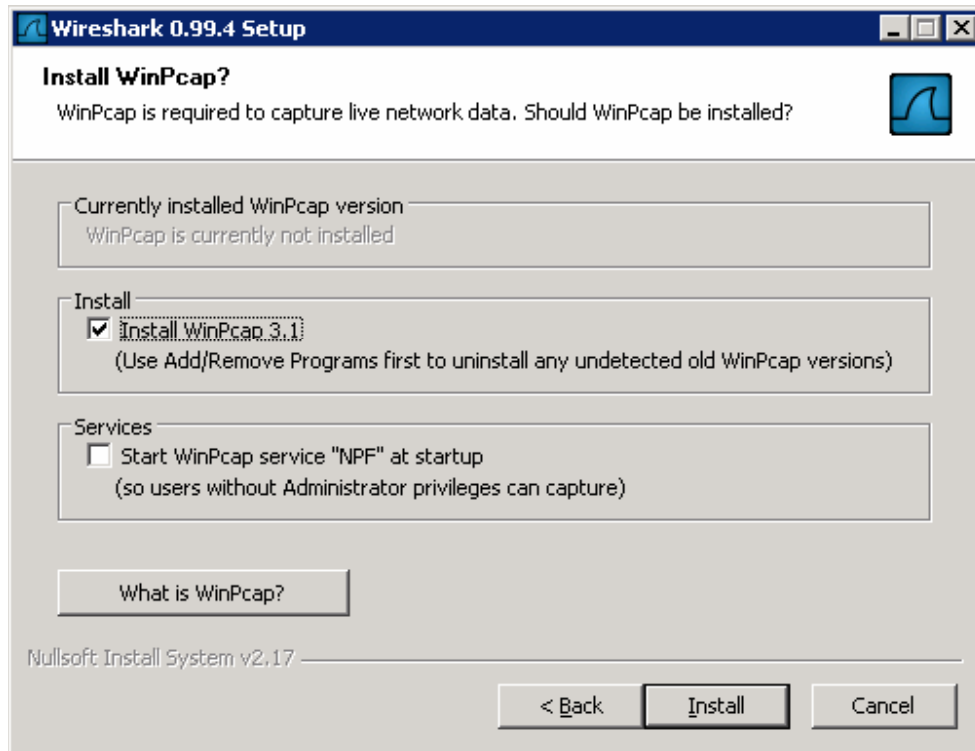 Wireshark 0.99.4 Setup
Install WinPcap?
WinPcap is required to capture live network data. Should WinPcap be installed?
Currently installed WinPcap version
WinPcap is currently not installed
Install
Install WinPcap 3.1
(Use Add/Remove Programs first to uninstall any undetected old WinPcap versions)
Services
Start WinPcap service "NPF" at startup
(so users without Administrator privileges can capture)
What is WinPcap?
Nullsoft Install System v2.17
< Back
Install
Cancel